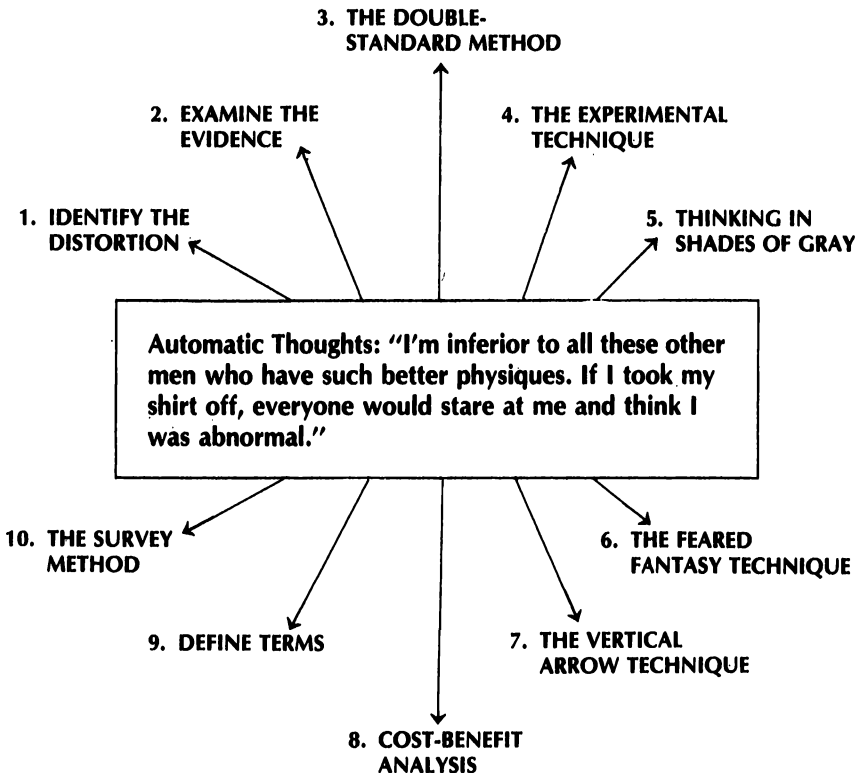 3. THE DOUBLE-
STANDARD METHOD
2. EXAMINE THE
EVIDENCE
4. THE EXPERIMENTAL
TECHNIQUE
1. IDENTIFY THE
DISTORTION
5. THINKING IN
SHADES OF GRAY
Automatic Thoughts: “I'm inferior to all these other
men who have such better physiques. If I took my
shirt off, everyone would stare at me and think I
was abnormal.”
10. THE SURVEY
METHOD
6. THE FEARED
FANTASY TECHNIQUE
9. DEFINE TERMS
7. THE VERTICAL
ARROW TECHNIQUE
8. COST-BENEFIT
ANALYSIS